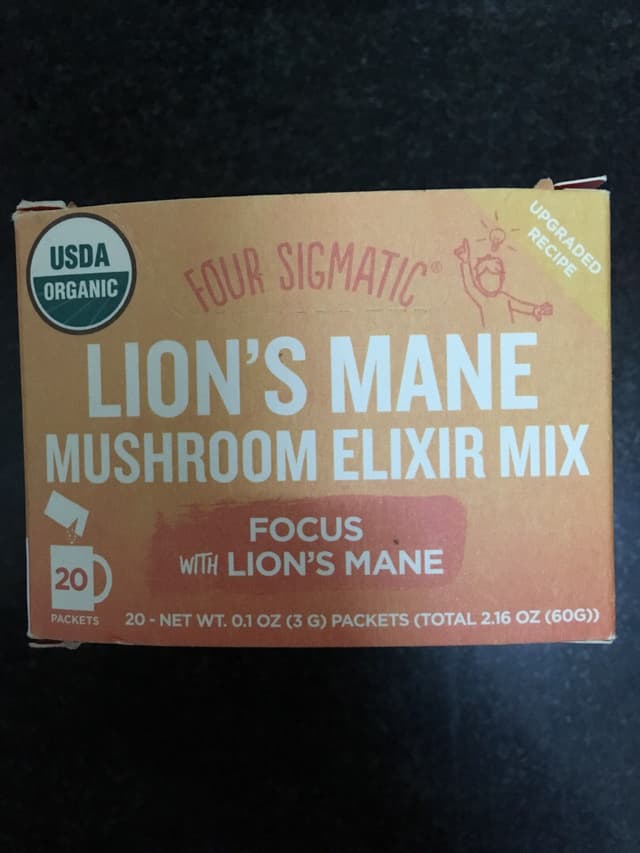 USDA
ORGANIC
FOUR SIGMATIC®
UPGRADED
RECIPE
LION'S MANE
MUSHROOM ELIXIR MIX
FOCUS
WITH LION'S MANE
20
PACKETS
20 - NET WT. 0.1 OZ (3 G) PACKETS (TOTAL 2.16 OZ (60G))